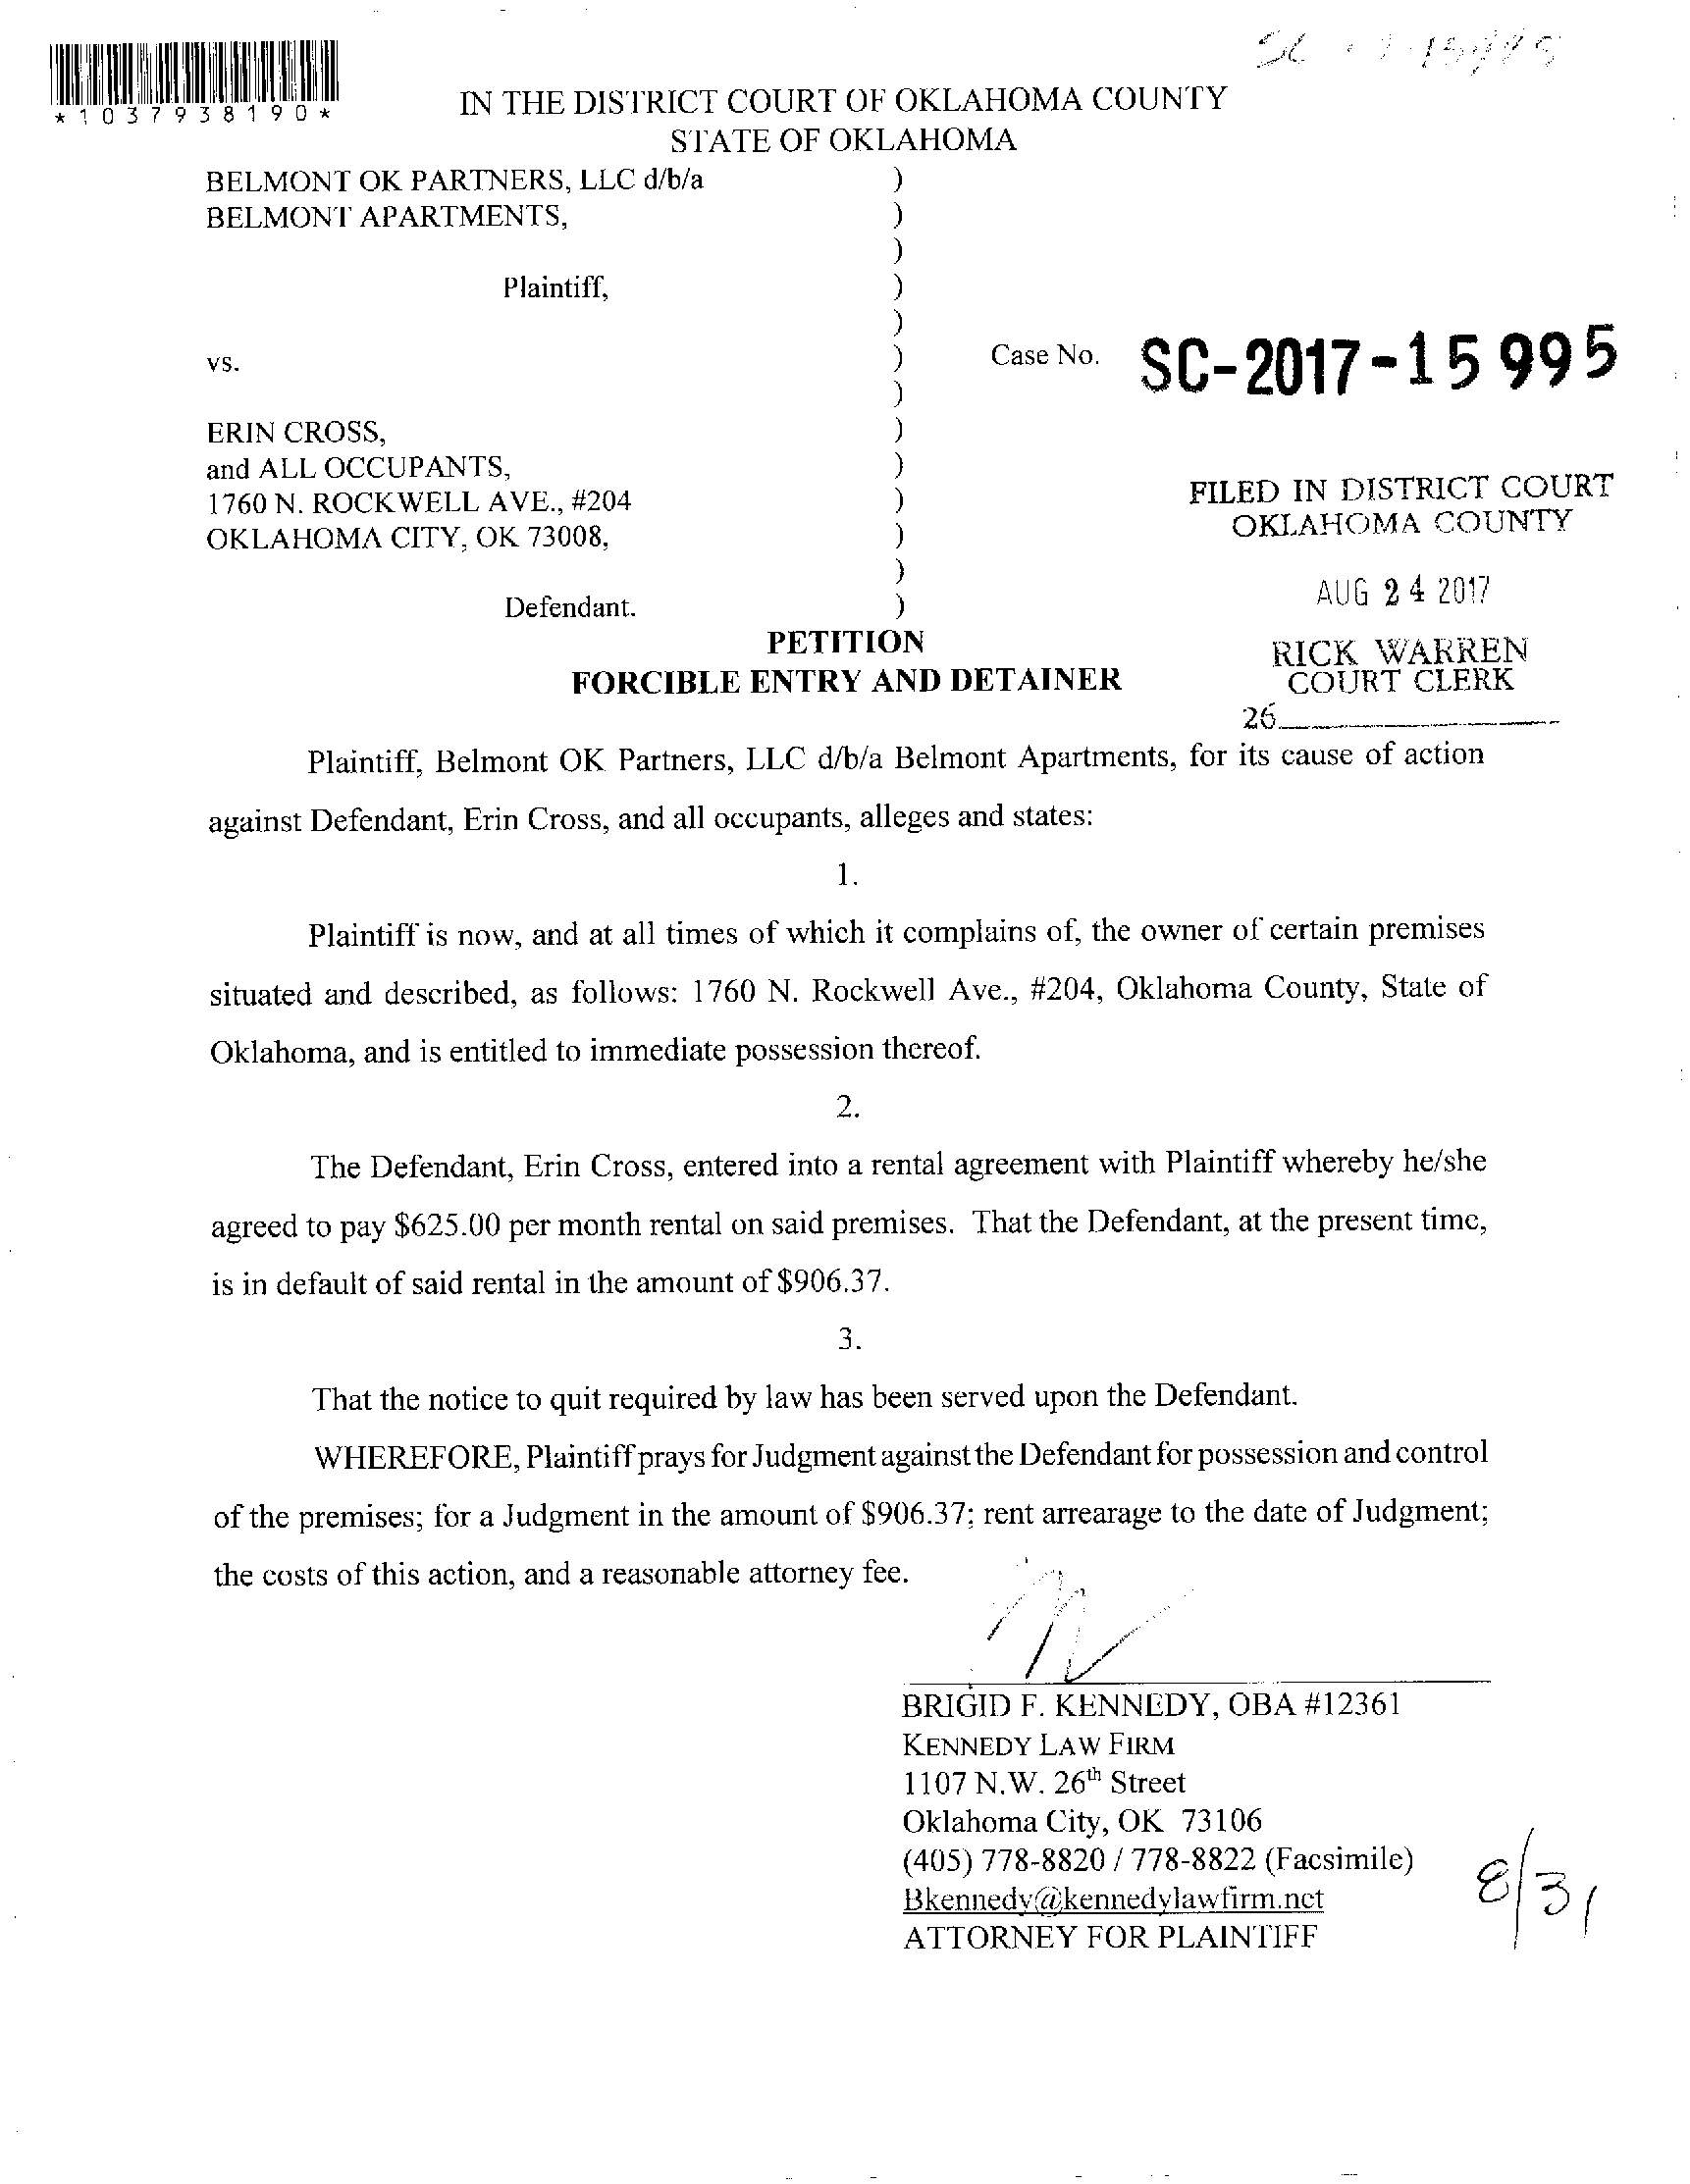 *1037938190*
IN THE DISTRICT COURT OF OKLAHOMA COUNTY
STATE OF OKLAHOMA
BELMONT OK PARTNERS, LLC d/b/a )
BELMONT APARTMENTS, )
)
Plaintiff, )
)
vs. )
Case No. SC-2017-15995
)
ERIN CROSS, )
and ALL OCCUPANTS, )
1760 N. ROCKWELL AVE., #204 )
OKLAHOMA CITY, OK 73008, )
)
Defendant. )
FILED IN DISTRICT COURT
OKLAHOMA COUNTY
AUG 24 2017
RICK WARREN
COURT CLERK
26
PETITION
FORCIBLE ENTRY AND DETAINER
Plaintiff, Belmont OK Partners, LLC d/b/a Belmont Apartments, for its cause of action
against Defendant, Erin Cross, and all occupants, alleges and states:
1.
Plaintiff is now, and at all times of which it complains of, the owner of certain premises
situated and described, as follows: 1760 N. Rockwell Ave., #204, Oklahoma County, State of
Oklahoma, and is entitled to immediate possession thereof.
2.
The Defendant, Erin Cross, entered into a rental agreement with Plaintiff whereby he/she
agreed to pay $625.00 per month rental on said premises. That the Defendant, at the present time,
is in default of said rental in the amount of $906.37.
3.
That the notice to quit required by law has been served upon the Defendant.
WHEREFORE, Plaintiff prays for Judgment against the Defendant for possession and control
of the premises; for a Judgment in the amount of $906.37; rent arrearage to the date of Judgment;
the costs of this action, and a reasonable attorney fee.
BRIGID F. KENNEDY, OBA #12361
KENNEDY LAW FIRM
1107 N.W. 26th Street
Oklahoma City, OK 73106
(405) 778-8820 / 778-8822 (Facsimile)
Bkennedy@kennedylawfirm.net
ATTORNEY FOR PLAINTIFF
8/31